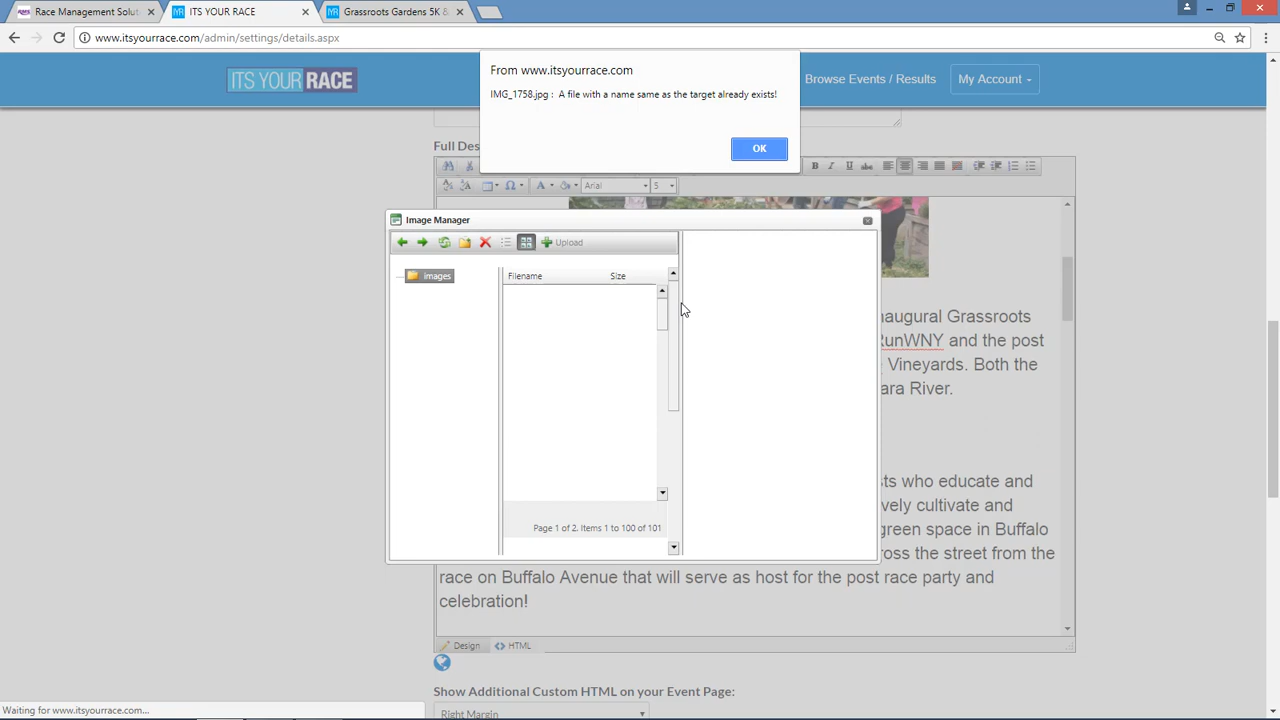 Race Management Soluti
ITS YOUR RACE
Grassroots Gardens 5K &
www.itsyourrace.com/admin/settings/details.aspx
ITS YOUR RACE
Browse Events / Results
My Account
From www.itsyourrace.com
IMG_1758.jpg : A file with a name same as the target already exists!
OK
Full Des
B I U abc
Arial 5
Image Manager
Upload
images
Filename Size
Page 1 of 2. Items 1 to 100 of 101
naugural Grassroots
RunWNY and the post
Vineyards. Both the
ara River.
sts who educate and
vely cultivate and
green space in Buffalo
ross the street from the
race on Buffalo Avenue that will serve as host for the post race party and
celebration!
Design HTML
Show Additional Custom HTML on your Event Page:
Right Margin
Waiting for www.itsyourrace.com...